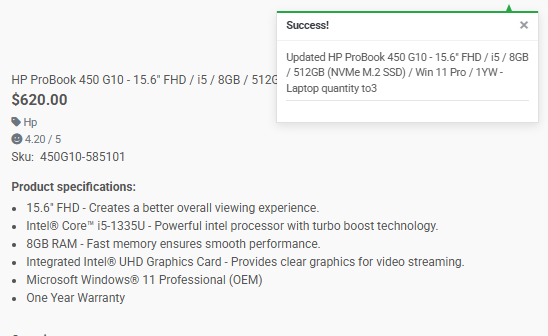 Success!
×
Updated HP ProBook 450 G10 - 15.6" FHD / i5 / 8GB
/ 512GB (NVMe M.2 SSD) / Win 11 Pro / 1YW -
Laptop quantity to3
HP ProBook 450 G10 - 15.6" FHD / i5 / 8GB / 512G
$620.00
Hp
4.20 / 5
Sku: 450G10-585101
Product specifications:
• 15.6" FHD - Creates a better overall viewing experience.
• Intel® Core™ i5-1335U - Powerful intel processor with turbo boost technology.
• 8GB RAM - Fast memory ensures smooth performance.
• Integrated Intel® UHD Graphics Card - Provides clear graphics for video streaming.
• Microsoft Windows® 11 Professional (OEM)
• One Year Warranty